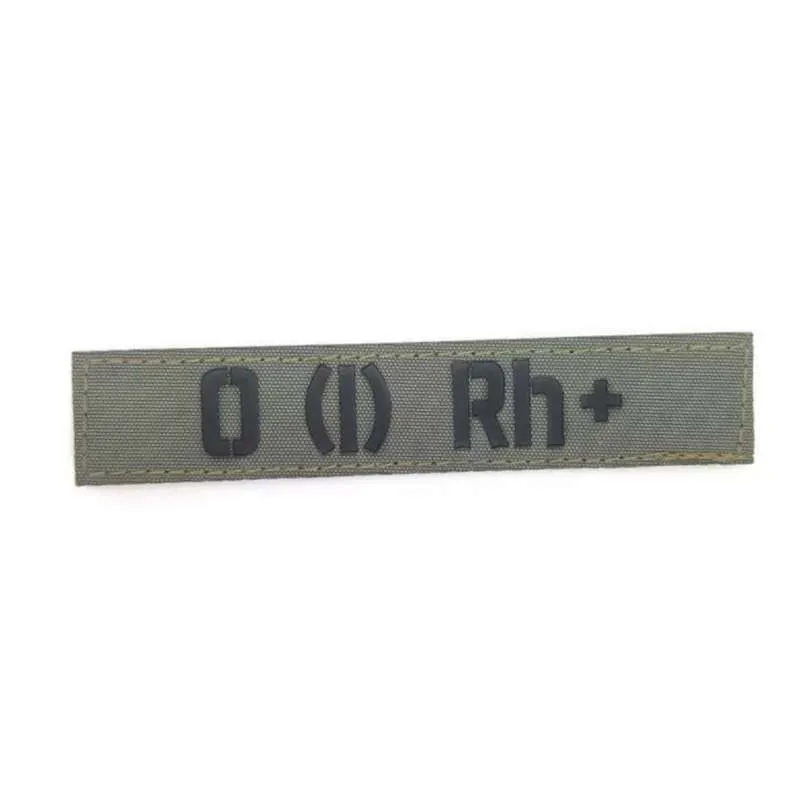 O (I) Rh+